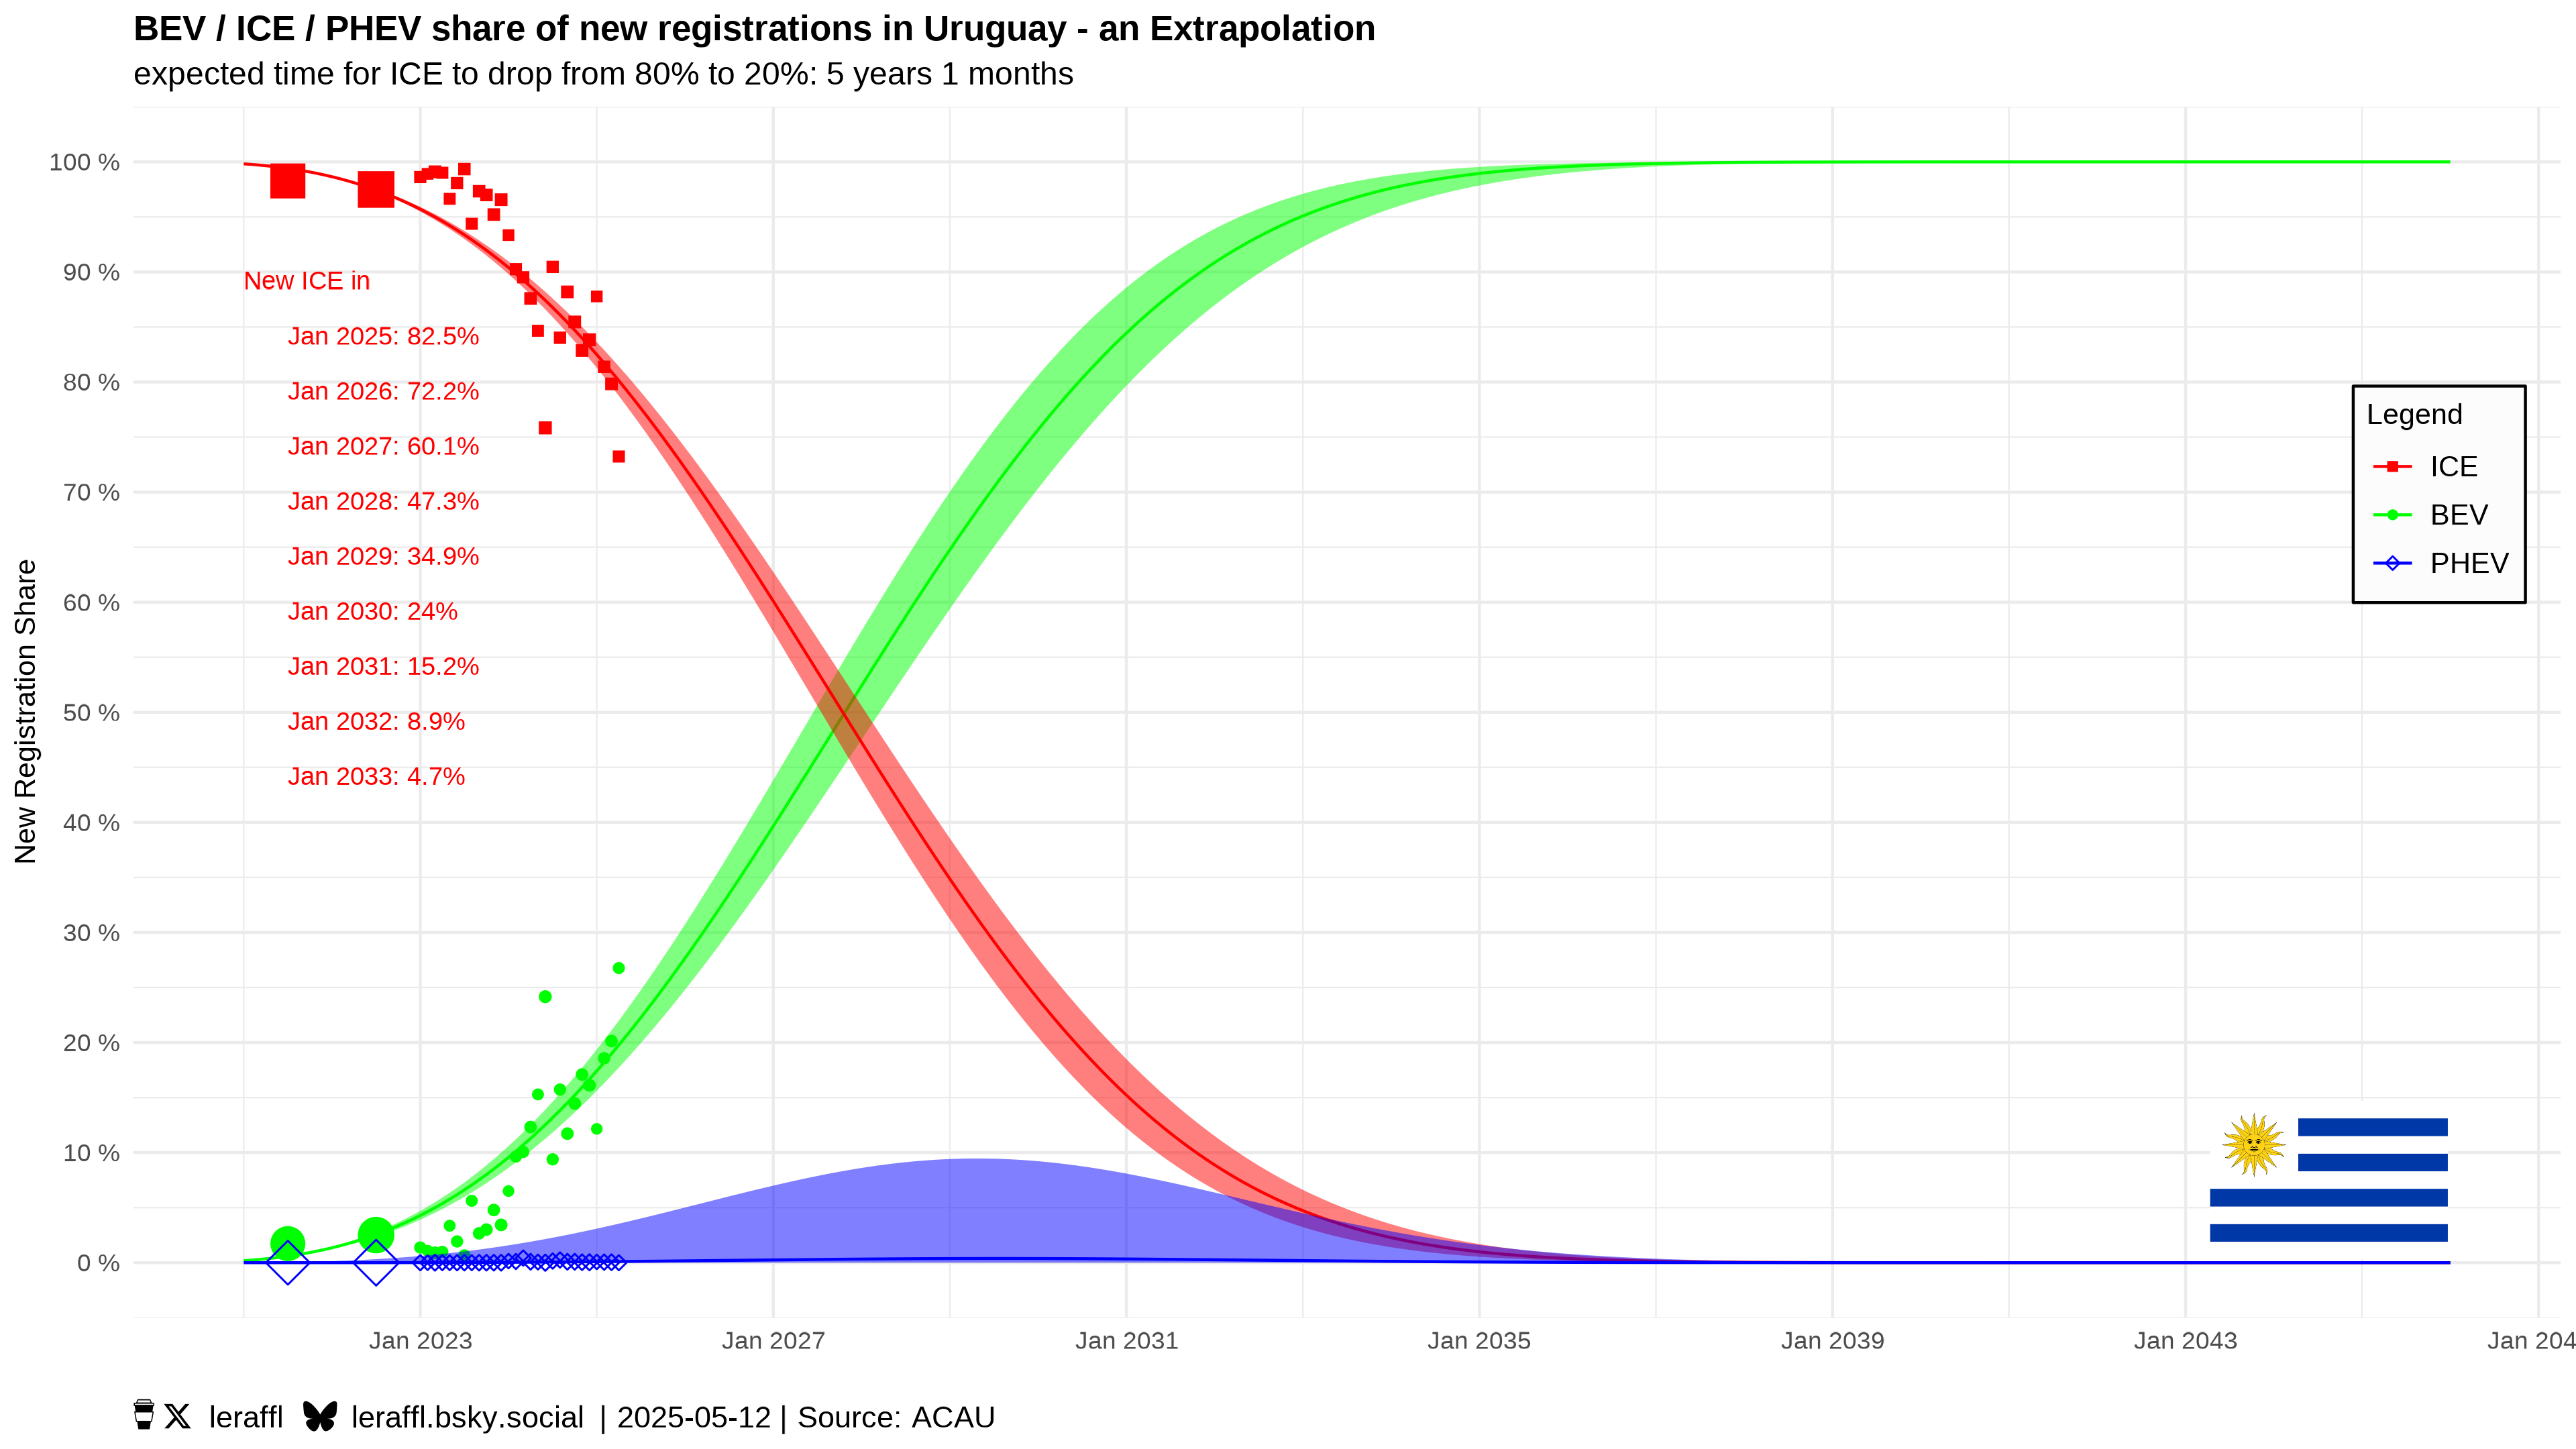 BEV / ICE / PHEV share of new registrations in Uruguay - an Extrapolation
expected time for ICE to drop from 80% to 20%: 5 years 1 months
New Registration Share
100 %
90 %
80 %
70 %
60 %
50 %
40 %
30 %
20 %
10 %
0 %
New ICE in
Jan 2025: 82.5%
Jan 2026: 72.2%
Jan 2027: 60.1%
Jan 2028: 47.3%
Jan 2029: 34.9%
Jan 2030: 24%
Jan 2031: 15.2%
Jan 2032: 8.9%
Jan 2033: 4.7%
Legend
ICE
BEV
PHEV
Jan 2023 Jan 2027 Jan 2031 Jan 2035 Jan 2039 Jan 2043 Jan 204
leraffl leraffl.bsky.social | 2025-05-12 | Source: ACAU